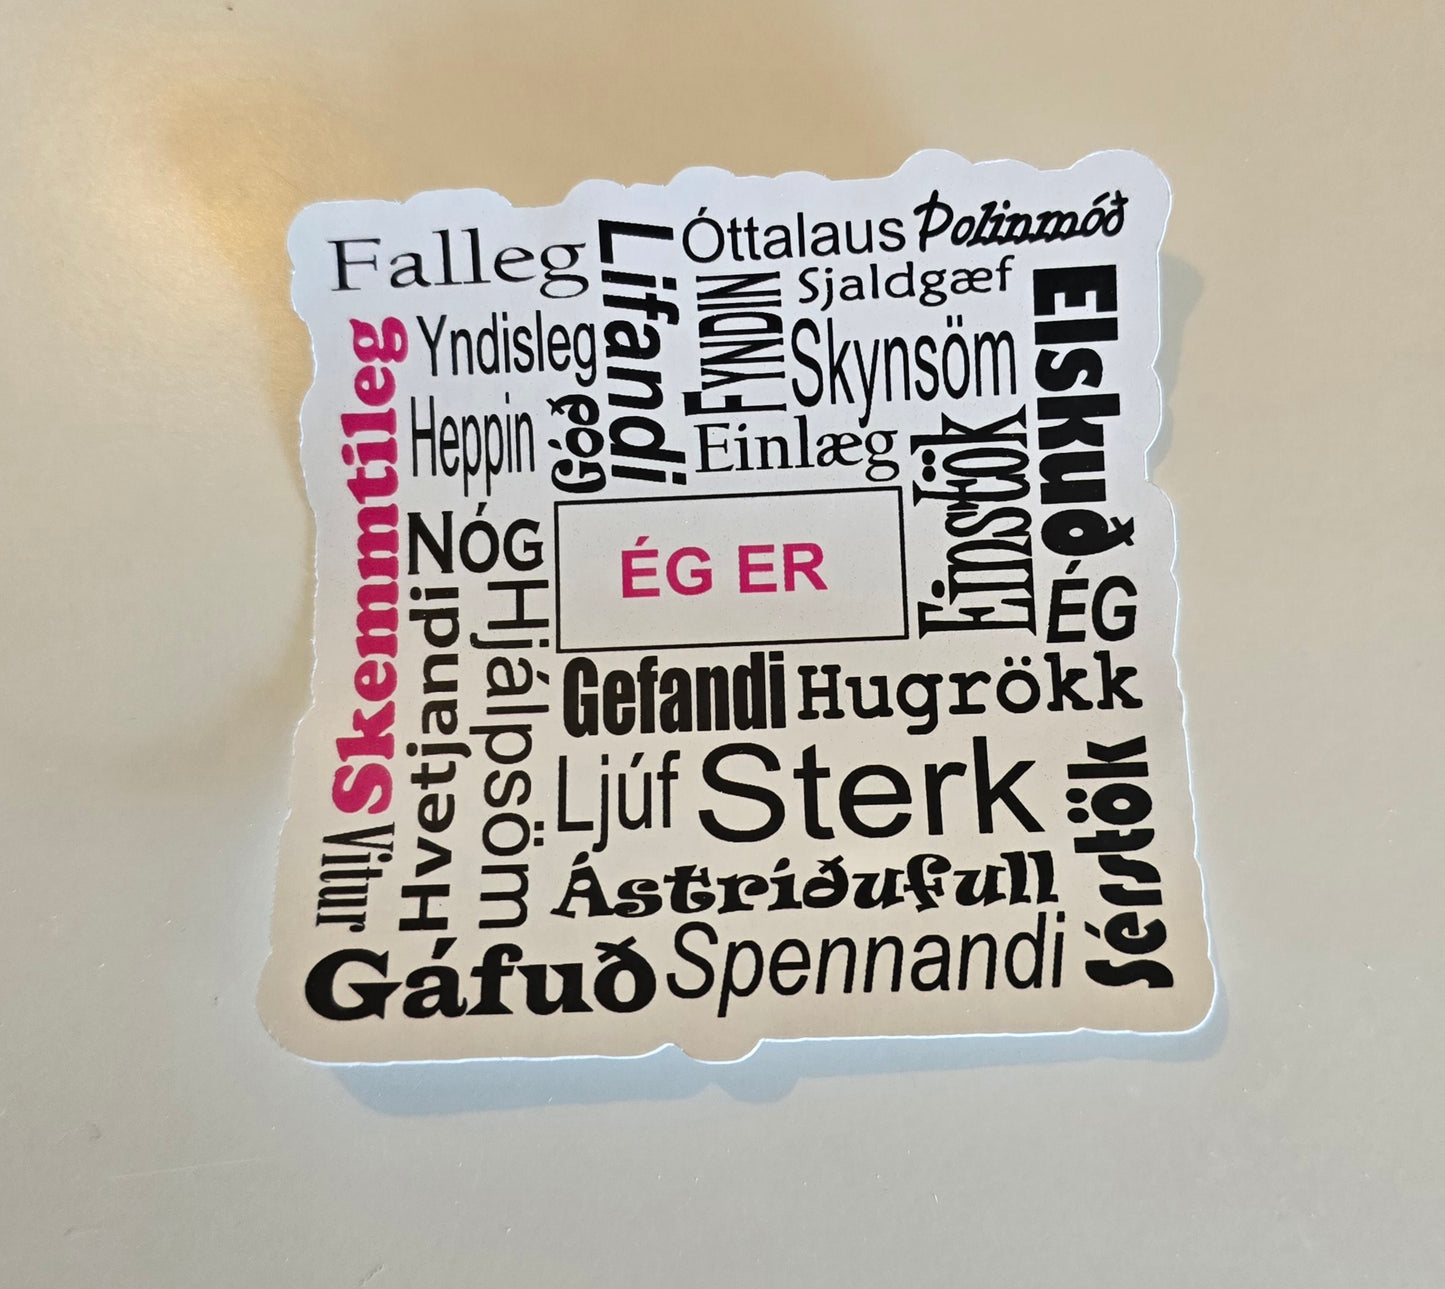 Falleg
Lifandi
Óttalaus
Þolinmóð
Sjaldgæf
FYNDIN
Elskuð
Skemmtileg
Yndisleg
Skynsöm
Heppin
Góð
Einlæg
Einstök
NÓG
ÉG ER
ÉG
Hvetjandi
Hjálpsöm
Gefandi
Hugrökk
Ljúf
Sterk
Sérstök
Vitur
Ástríðufull
Gáfuð
Spennandi